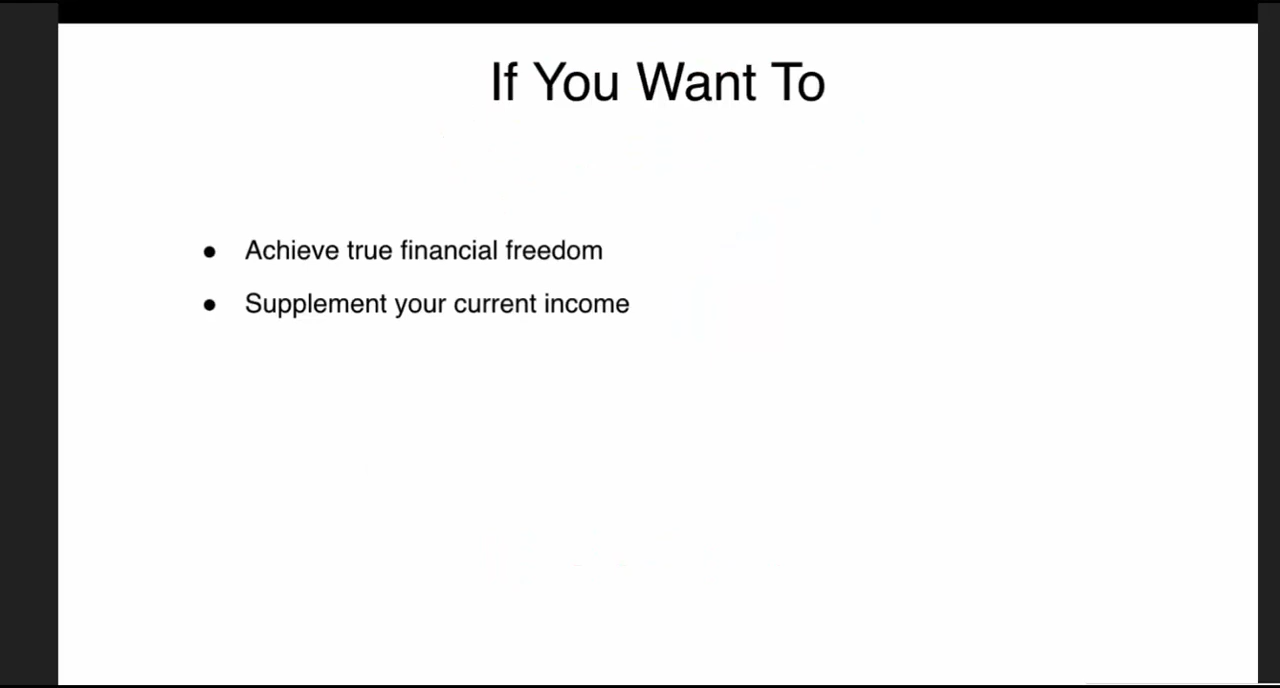 If You Want To
● Achieve true financial freedom
● Supplement your current income